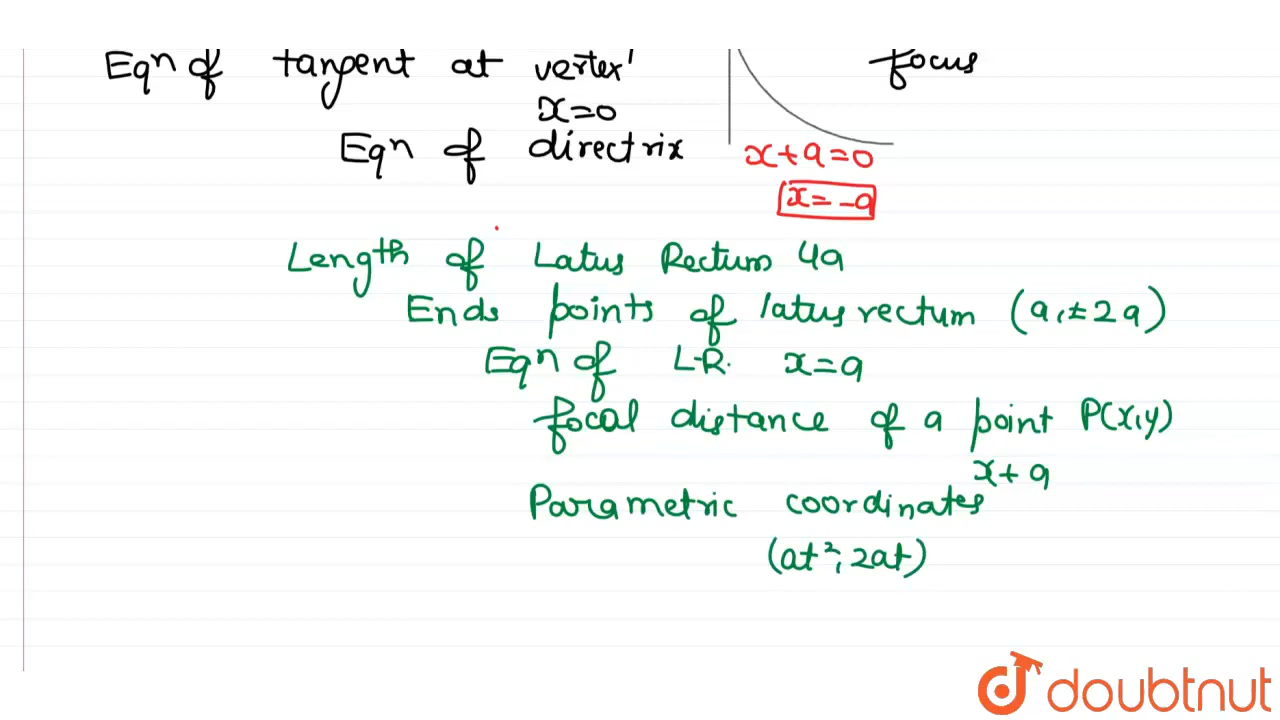 Eqn of tangent at vertex'
focus
x=0
Eqn of directrix
x+a=0
x=-a
Length of Latus Rectum 4a
Ends points of latus rectum (a,±2a)
Eqn of L.R. x=a
focal distance of a point P(x,y)
x+a
Parametric coordinates
(at², 2at)
doubtnut